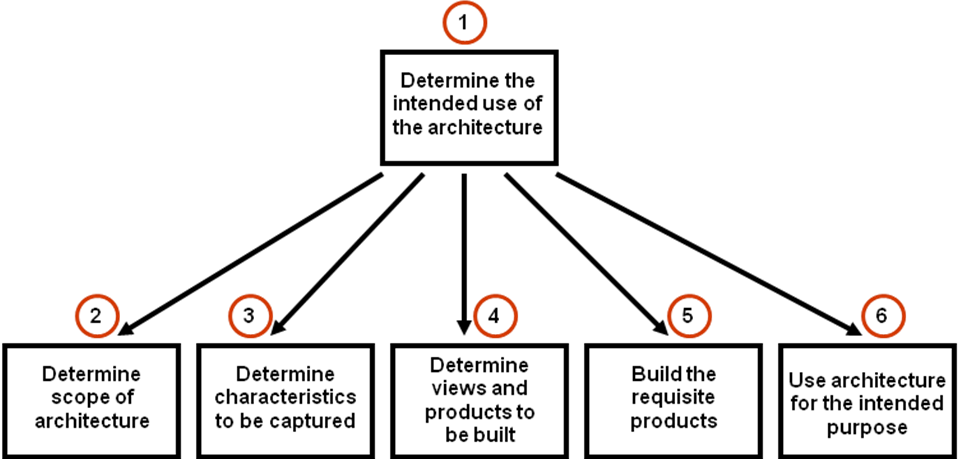 1
Determine the
intended use of
the architecture
2
Determine
scope of
architecture
3
Determine
characteristics
to be captured
4
Determine
views and
products to
be built
5
Build the
requisite
products
6
Use architecture
for the intended
purpose